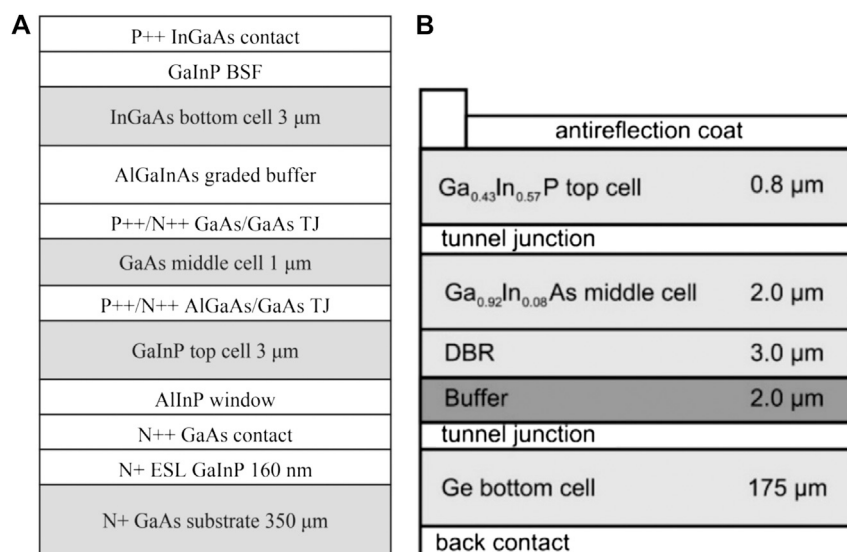 A
P++ InGaAs contact
GaInP BSF
InGaAs bottom cell 3 μm
AlGaInAs graded buffer
P++/N++ GaAs/GaAs TJ
GaAs middle cell 1 μm
P++/N++ AlGaAs/GaAs TJ
GaInP top cell 3 μm
AlInP window
N++ GaAs contact
N+ ESL GaInP 160 nm
N+ GaAs substrate 350 μm
B
antireflection coat
Ga₀.₄₃In₀.₅₇P top cell 0.8 μm
tunnel junction
Ga₀.₉₂In₀.₀₈As middle cell 2.0 μm
DBR 3.0 μm
Buffer 2.0 μm
tunnel junction
Ge bottom cell 175 μm
back contact